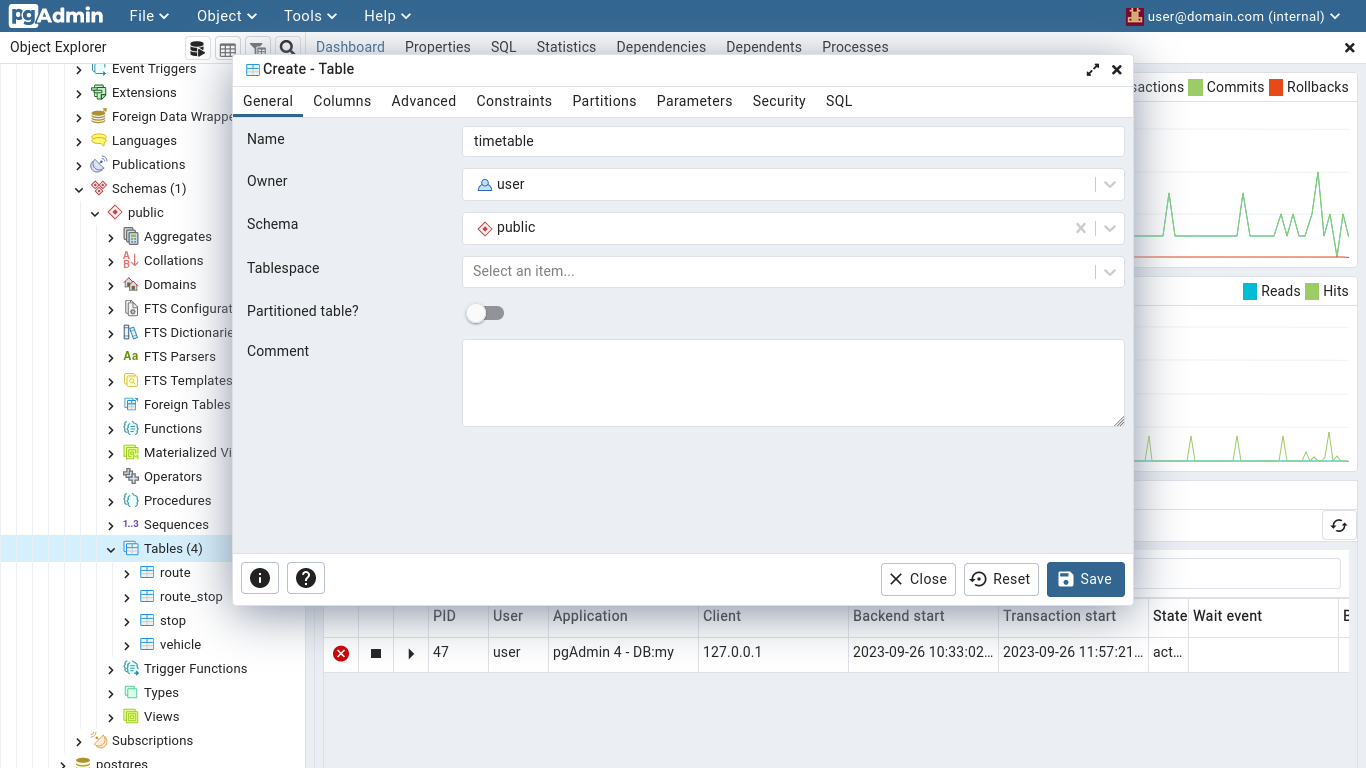 pgAdmin File Object Tools Help user@domain.com (internal)
Object Explorer Dashboard Properties SQL Statistics Dependencies Dependents Processes
Event Triggers
Extensions
Foreign Data Wrappe
Languages
Publications
Schemas (1)
public
Aggregates
Collations
Domains
FTS Configurat
FTS Dictionarie
FTS Parsers
FTS Templates
Foreign Tables
Functions
Materialized Vi
Operators
Procedures
1..3 Sequences
Tables (4)
route
route_stop
stop
vehicle
Trigger Functions
Types
Views
Subscriptions
postgres
Create - Table
General Columns Advanced Constraints Partitions Parameters Security SQL
Name timetable
Owner user
Schema public
Tablespace Select an item...
Partitioned table?
Comment
Close Reset Save
sactions Commits Rollbacks
Reads Hits
PID User Application Client Backend start Transaction start State Wait event
47 user pgAdmin 4 - DB:my 127.0.0.1 2023-09-26 10:33:02... 2023-09-26 11:57:21... act...